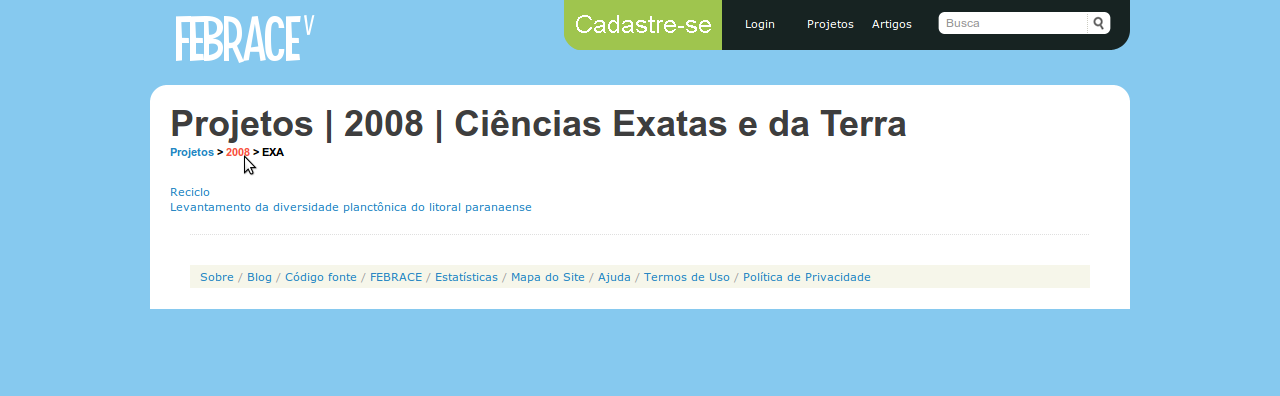 FEBRACE V
Cadastre-se
Login Projetos Artigos Busca
Projetos | 2008 | Ciências Exatas e da Terra
Projetos > 2008 > EXA
Reciclo
Levantamento da diversidade planctônica do litoral paranaense
Sobre / Blog / Código fonte / FEBRACE / Estatísticas / Mapa do Site / Ajuda / Termos de Uso / Política de Privacidade